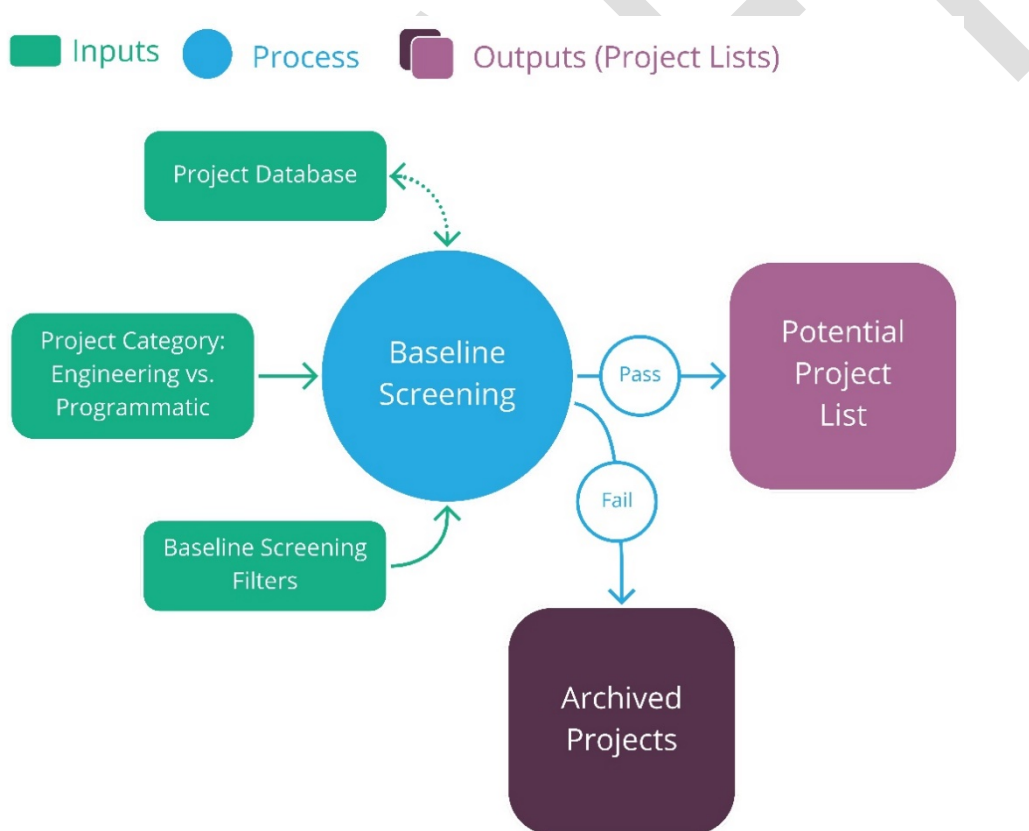 Inputs
Process
Outputs (Project Lists)
Project Database
Project Category:
Engineering vs.
Programmatic
Baseline
Screening
Pass
Potential
Project
List
Baseline Screening
Filters
Fail
Archived
Projects